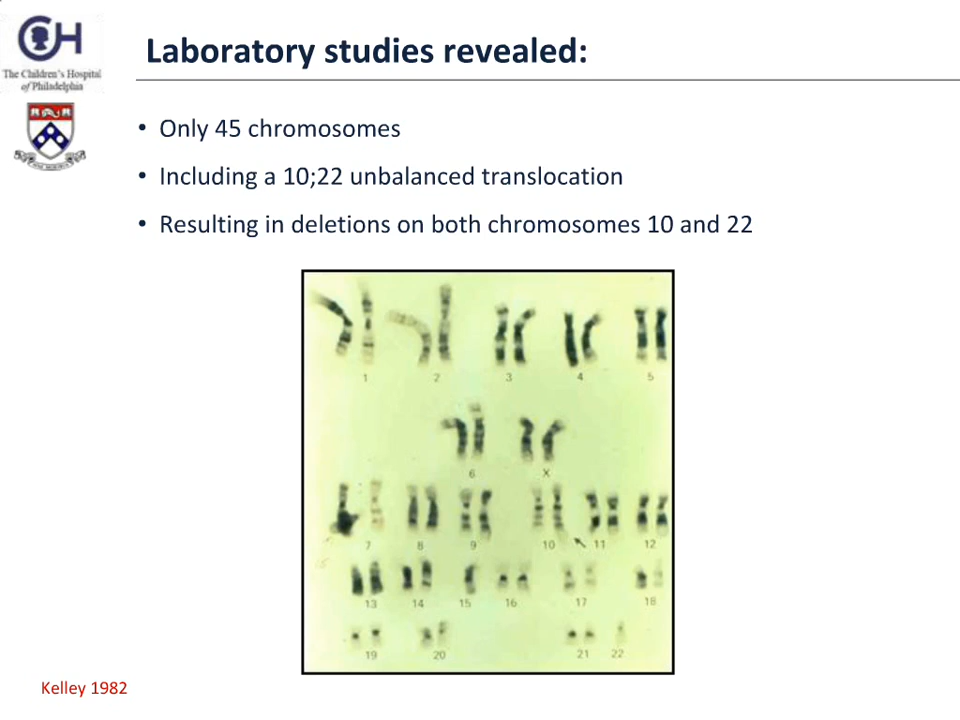 CH
The Children's Hospital
of Philadelphia
Laboratory studies revealed:
• Only 45 chromosomes
• Including a 10;22 unbalanced translocation
• Resulting in deletions on both chromosomes 10 and 22
1 2 3 4 5
6 X
7 8 9 10 11 12
13 14 15 16 17 18
19 20 21 22
Kelley 1982